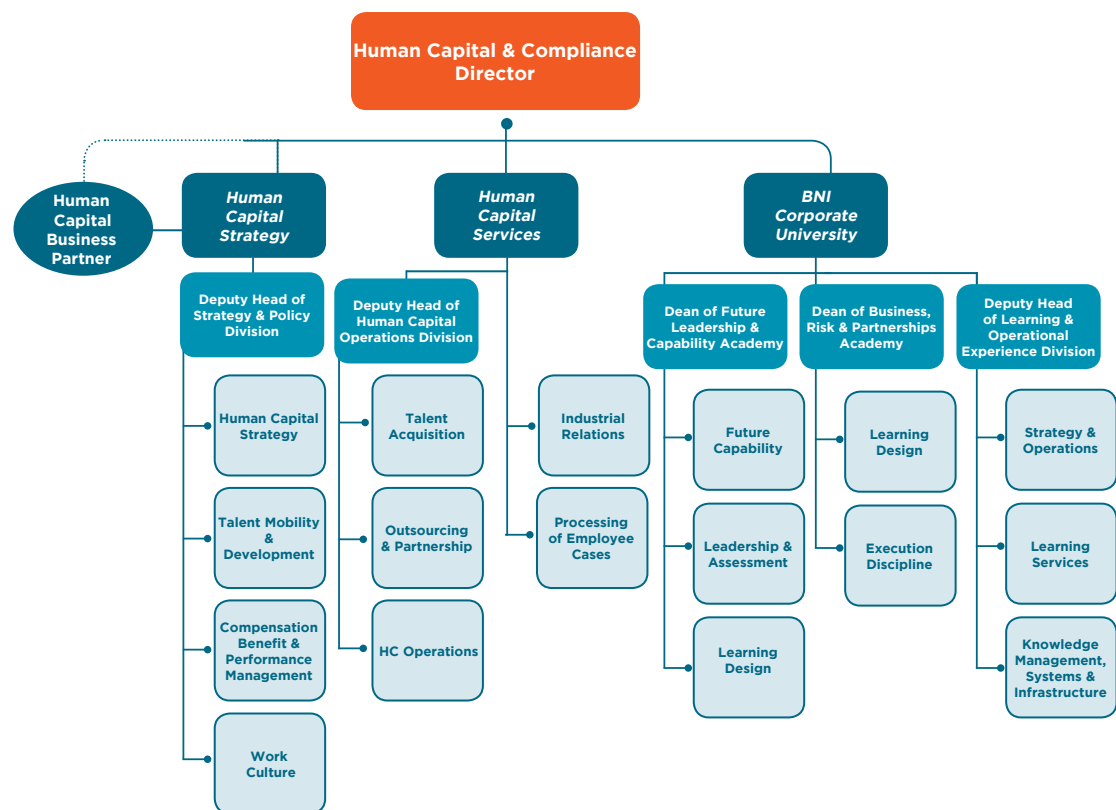 Human Capital & Compliance
Director
Human
Capital
Business
Partner
Human
Capital
Strategy
Human
Capital
Services
BNI
Corporate
University
Deputy Head of
Strategy & Policy
Division
Deputy Head of
Human Capital
Operations Division
Dean of Future
Leadership &
Capability Academy
Dean of Business,
Risk & Partnerships
Academy
Deputy Head
of Learning &
Operational
Experience Division
Human Capital
Strategy
Talent Mobility
&
Development
Compensation
Benefit &
Performance
Management
Work
Culture
Talent
Acquisition
Outsourcing
& Partnership
HC Operations
Industrial
Relations
Processing
of Employee
Cases
Future
Capability
Leadership &
Assessment
Learning
Design
Learning
Design
Execution
Discipline
Strategy &
Operations
Learning
Services
Knowledge
Management,
Systems &
Infrastructure